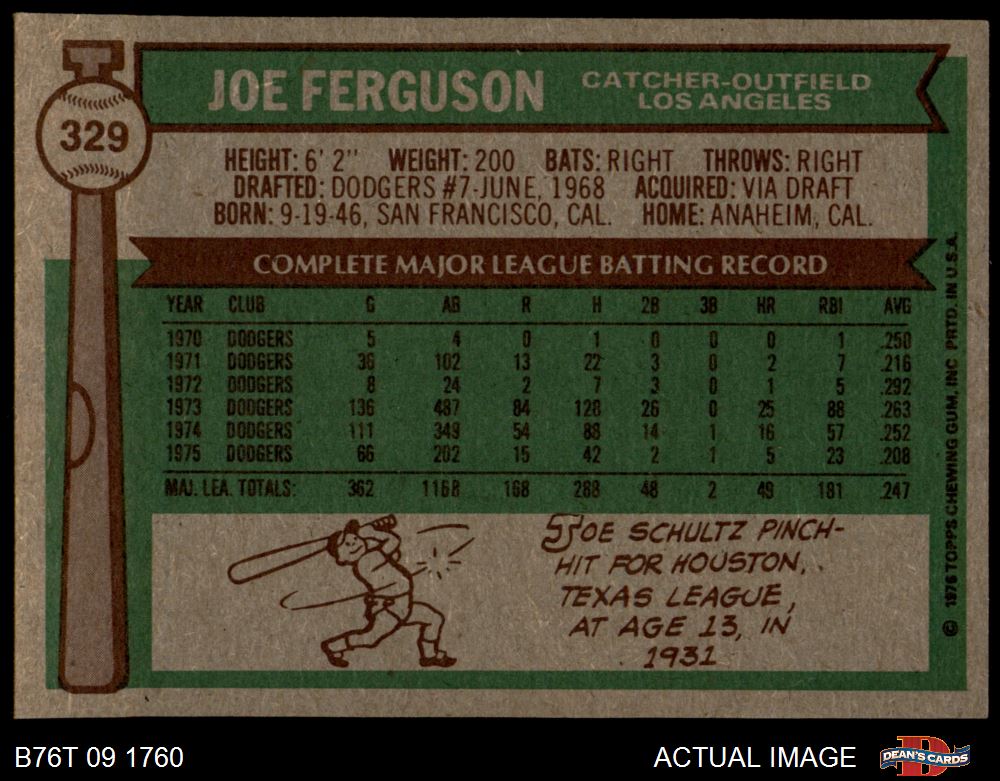 329
JOE FERGUSON
CATCHER-OUTFIELD
LOS ANGELES
HEIGHT: 6' 2" WEIGHT: 200 BATS: RIGHT THROWS: RIGHT
DRAFTED: DODGERS #7-JUNE, 1968 ACQUIRED: VIA DRAFT
BORN: 9-19-46, SAN FRANCISCO, CAL. HOME: ANAHEIM, CAL.
COMPLETE MAJOR LEAGUE BATTING RECORD
YEAR CLUB G AB R H 2B 3B HR RBI AVG
1970 DODGERS 5 4 0 1 0 0 0 1 .250
1971 DODGERS 36 102 13 22 3 0 2 7 .216
1972 DODGERS 8 24 2 7 3 0 1 5 .292
1973 DODGERS 136 487 84 128 26 0 25 88 .263
1974 DODGERS 111 349 54 88 14 1 16 57 .252
1975 DODGERS 66 202 15 42 2 1 5 23 .208
MAJ. LEA. TOTALS: 362 1168 168 288 48 2 49 181 .247
JOE SCHULTZ PINCH-
HIT FOR HOUSTON,
TEXAS LEAGUE,
AT AGE 13, IN
1931
© 1976 TOPPS CHEWING GUM, INC PRTD. IN U.S.A.
B76T 09 1760
ACTUAL IMAGE
DEAN'S CARDS